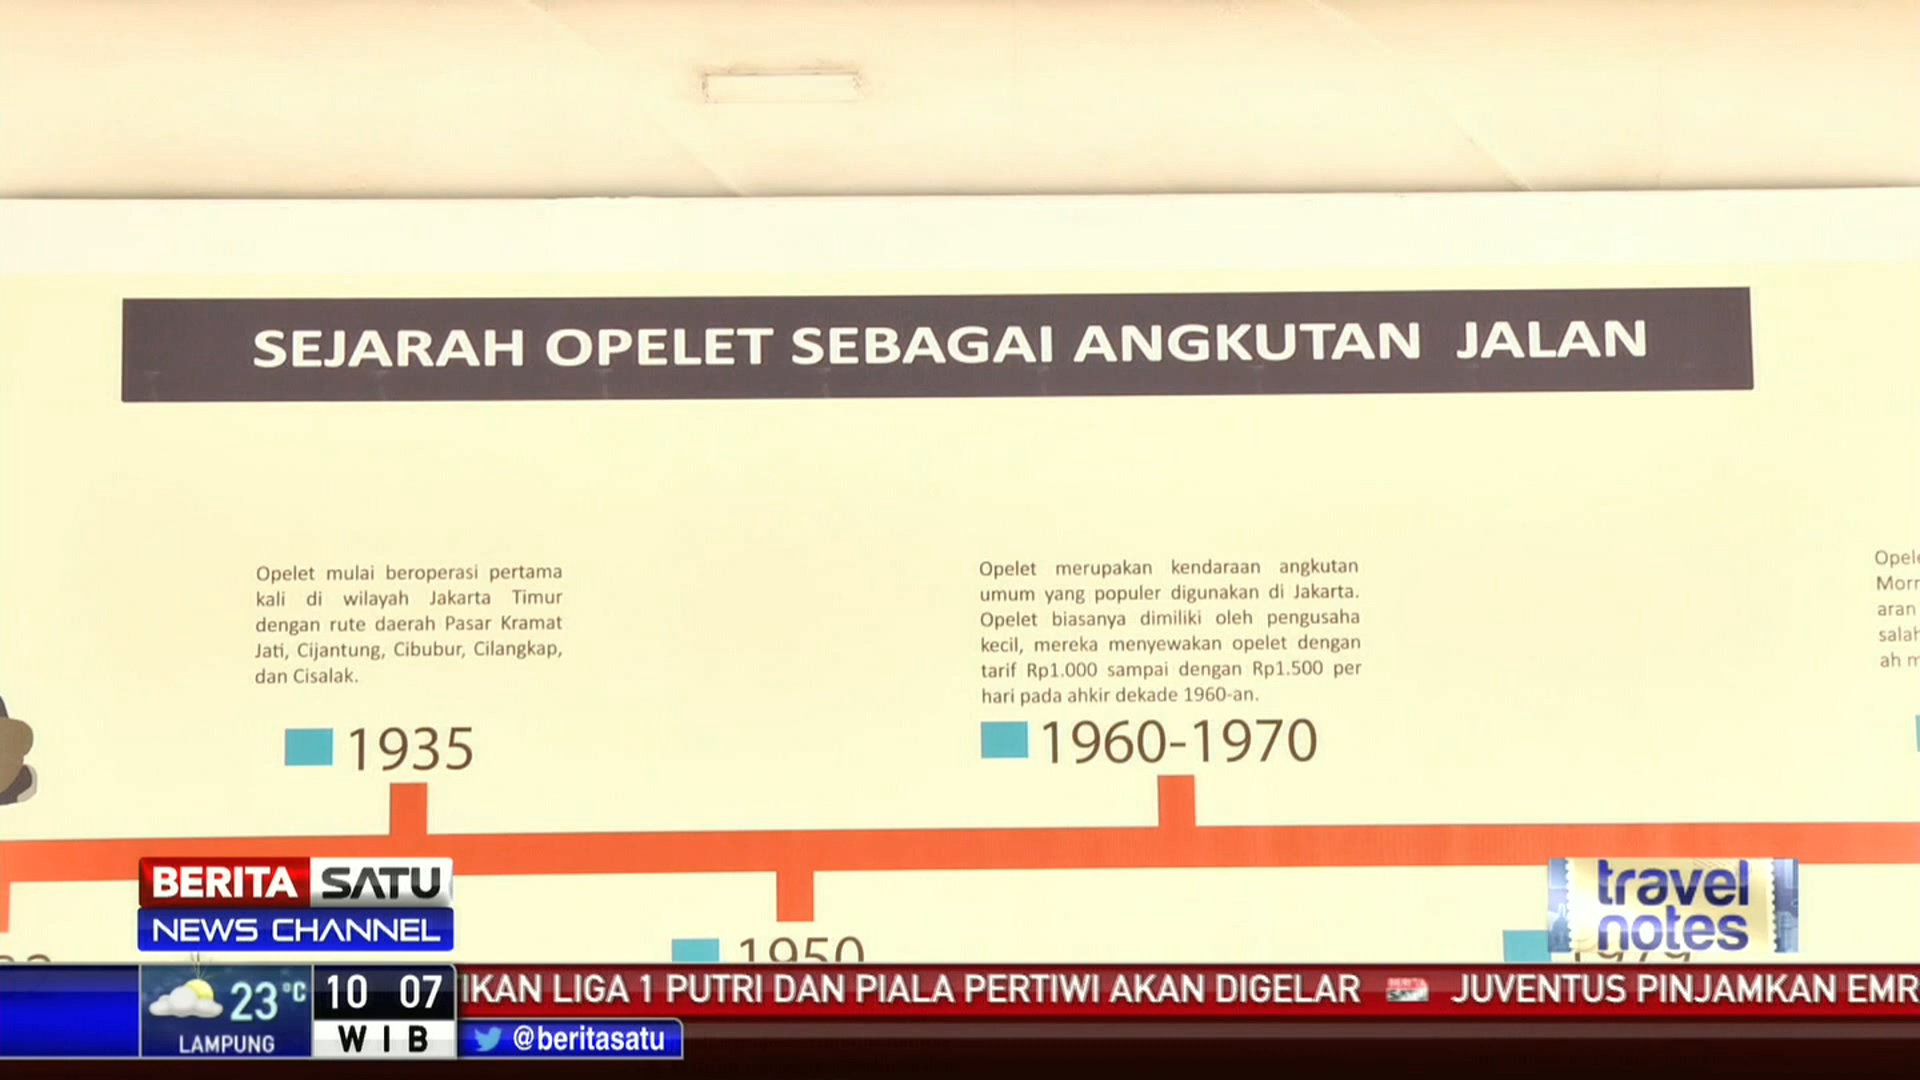 SEJARAH OPELET SEBAGAI ANGKUTAN JALAN
Opelet mulai beroperasi pertama
kali di wilayah Jakarta Timur
dengan rute daerah Pasar Kramat
Jati, Cijantung, Cibubur, Cilangkap,
dan Cisalak.
1935
Opelet merupakan kendaraan angkutan
umum yang populer digunakan di Jakarta.
Opelet biasanya dimiliki oleh pengusaha
kecil, mereka menyewakan opelet dengan
tarif Rp1.000 sampai dengan Rp1.500 per
hari pada ahkir dekade 1960-an.
1960-1970
1950
1979
BERITA SATU
NEWS CHANNEL
travel
notes
23°C
LAMPUNG
10 07
WIB
IKAN LIGA 1 PUTRI DAN PIALA PERTIWI AKAN DIGELAR JUVENTUS PINJAMKAN EMR
@beritasatu